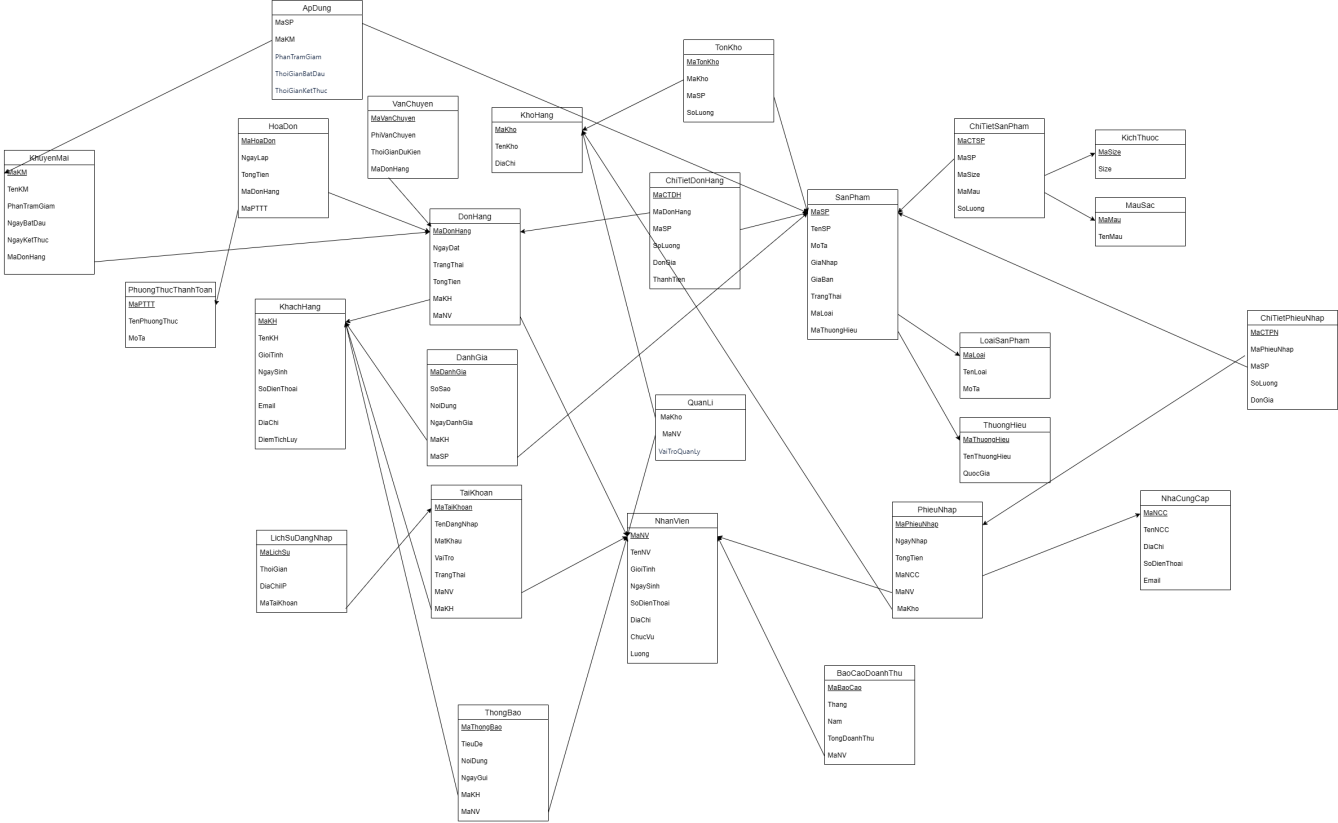 ApDung
MaSP
MaKM
PhanTramGiam
ThoiGianBatDau
ThoiGianKetThuc
TonKho
MaTonKho
MaKho
MaSP
SoLuong
VanChuyen
MaVanChuyen
PhiVanChuyen
ThoiGianDuKien
MaDonHang
KhoHang
MaKho
TenKho
DiaChi
HoaDon
MaHoaDon
NgayLap
TongTien
MaDonHang
MaPTTT
ChiTietSanPham
MaCTSP
MaSP
MaSize
MaMau
SoLuong
KichThuoc
MaSize
Size
KhuyenMai
MaKM
TenKM
PhanTramGiam
NgayBatDau
NgayKetThuc
MaDonHang
ChiTietDonHang
MaCTDH
MaDonHang
MaSP
SoLuong
DonGia
ThanhTien
SanPham
MaSP
TenSP
MoTa
GiaNhap
GiaBan
TrangThai
MaLoai
MaThuongHieu
MauSac
MaMau
TenMau
DonHang
MaDonHang
NgayDat
TrangThai
TongTien
MaKH
MaNV
PhuongThucThanhToan
MaPTTT
TenPhuongThuc
MoTa
KhachHang
MaKH
TenKH
GioiTinh
NgaySinh
SoDienThoai
Email
DiaChi
DiemTichLuy
ChiTietPhieuNhap
MaCTPN
MaPhieuNhap
MaSP
SoLuong
DonGia
LoaiSanPham
MaLoai
TenLoai
MoTa
DanhGia
MaDanhGia
SoSao
NoiDung
NgayDanhGia
MaKH
MaSP
QuanLi
MaKho
MaNV
VaiTroQuanLy
ThuongHieu
MaThuongHieu
TenThuongHieu
QuocGia
TaiKhoan
MaTaiKhoan
TenDangNhap
MatKhau
VaiTro
TrangThai
MaNV
MaKH
NhaCungCap
MaNCC
TenNCC
DiaChi
SoDienThoai
Email
PhieuNhap
MaPhieuNhap
NgayNhap
TongTien
MaNCC
MaNV
MaKho
NhanVien
MaNV
TenNV
GioiTinh
NgaySinh
SoDienThoai
DiaChi
ChucVu
Luong
LichSuDangNhap
MaLichSu
ThoiGian
DiaChiIP
MaTaiKhoan
BaoCaoDoanhThu
MaBaoCao
Thang
Nam
TongDoanhThu
MaNV
ThongBao
MaThongBao
TieuDe
NoiDung
NgayGui
MaKH
MaNV